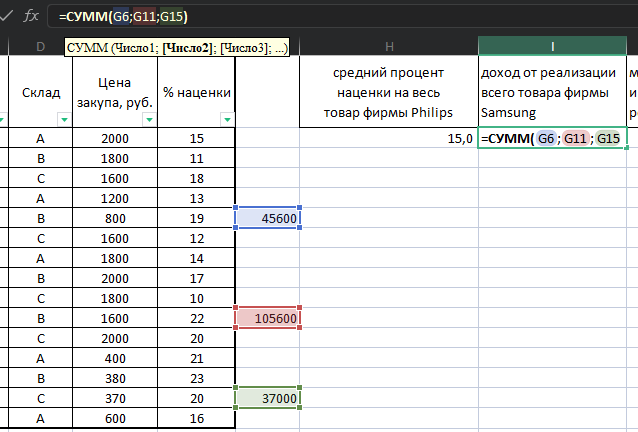 fx =СУММ(G6;G11;G15)
СУММ(Число1; [Число2]; [Число3]; ...)
D H I
Склад Цена закупа, руб. % наценки средний процент наценки на весь товар фирмы Philips доход от реализации всего товара фирмы Samsung
A 2000 15 15,0 =СУММ( G6;G11;G15
B 1800 11
C 1600 18
A 1200 13
B 800 19 45600
C 1600 12
A 1800 14
B 2000 17
C 1800 10
B 1600 22 105600
C 2000 20
A 400 21
B 380 23
C 370 20 37000
A 600 16